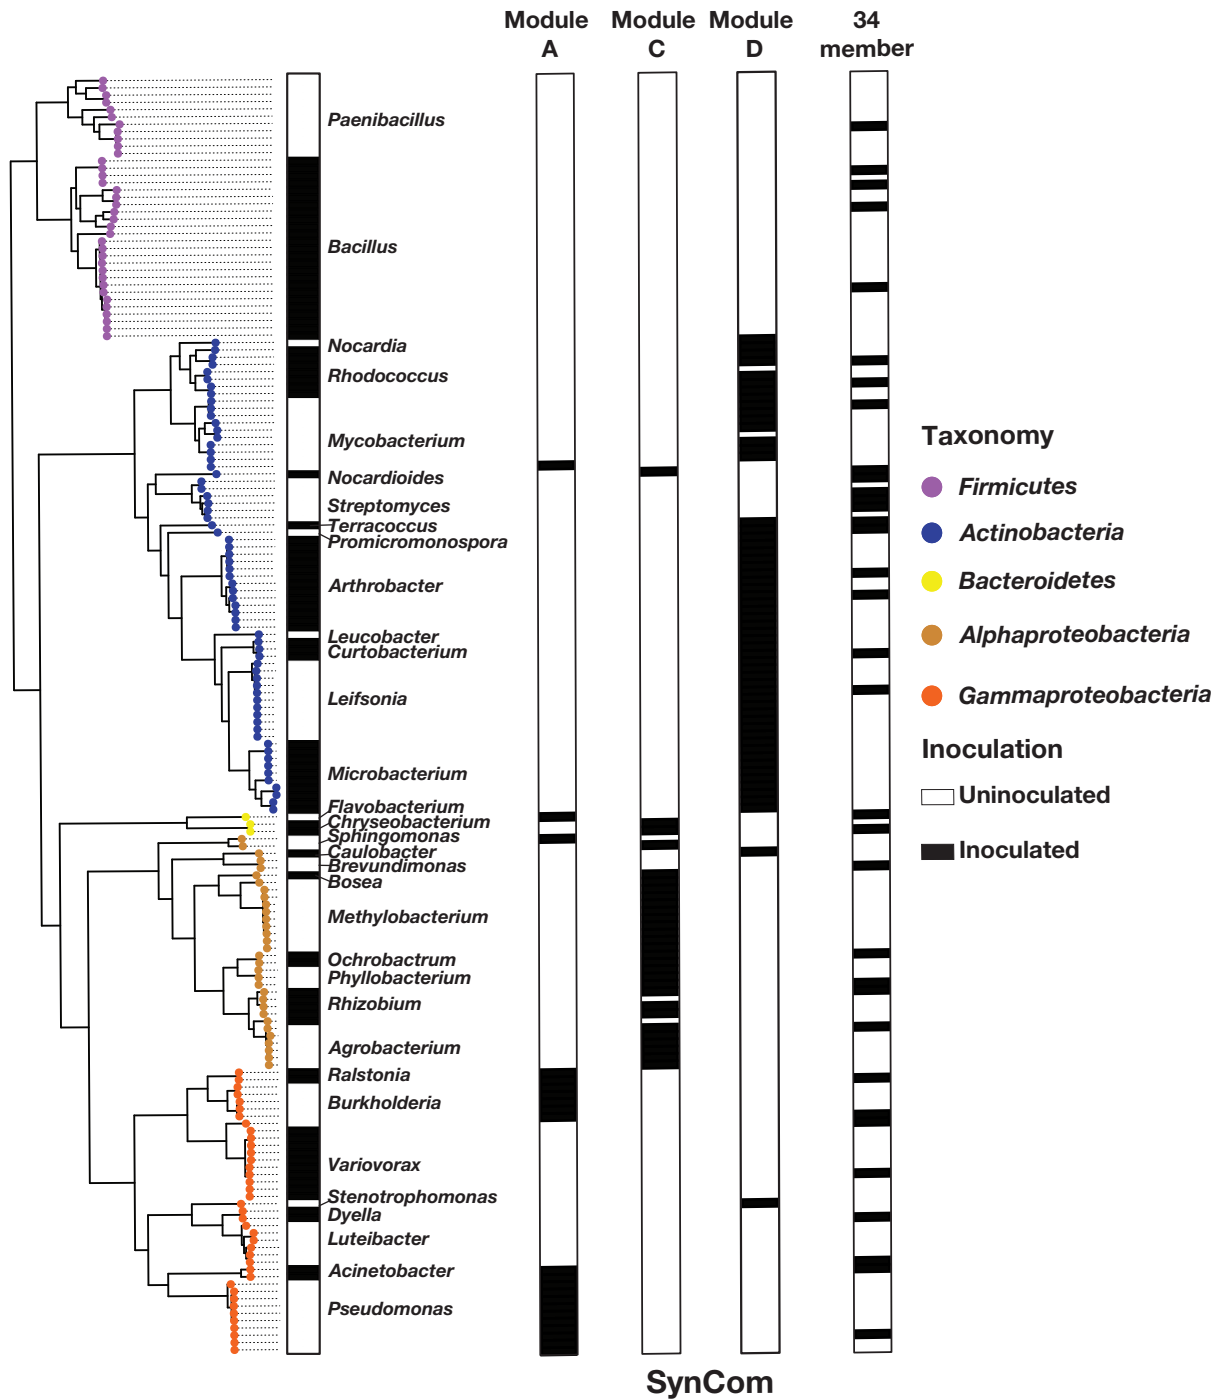 Module
A
Module
C
Module
D
34
member
Paenibacillus
Bacillus
Nocardia
Rhodococcus
Mycobacterium
Nocardioides
Streptomyces
Terracoccus
Promicromonospora
Arthrobacter
Leucobacter
Curtobacterium
Leifsonia
Microbacterium
Flavobacterium
Chryseobacterium
Sphingomonas
Caulobacter
Brevundimonas
Bosea
Methylobacterium
Ochrobactrum
Phyllobacterium
Rhizobium
Agrobacterium
Ralstonia
Burkholderia
Variovorax
Stenotrophomonas
Dyella
Luteibacter
Acinetobacter
Pseudomonas
Taxonomy
Firmicutes
Actinobacteria
Bacteroidetes
Alphaproteobacteria
Gammaproteobacteria
Inoculation
Uninoculated
Inoculated
SynCom